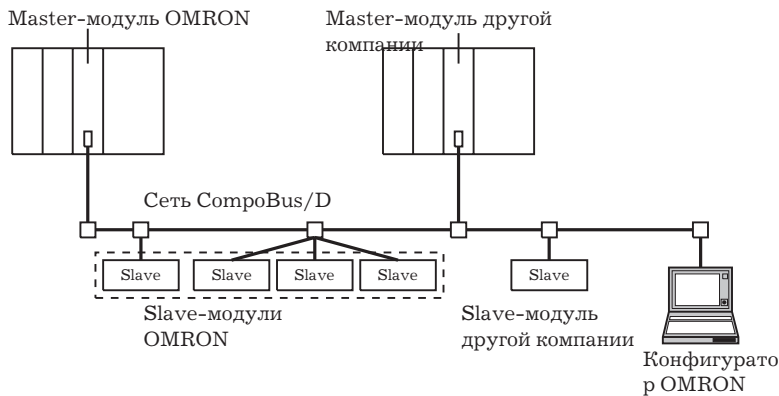 Master-модуль OMRON
Master-модуль другой
компании
Сеть CompoBus/D
Slave
Slave
Slave
Slave
Slave
Slave-модули
OMRON
Slave-модуль
другой компании
Конфигурато
р OMRON